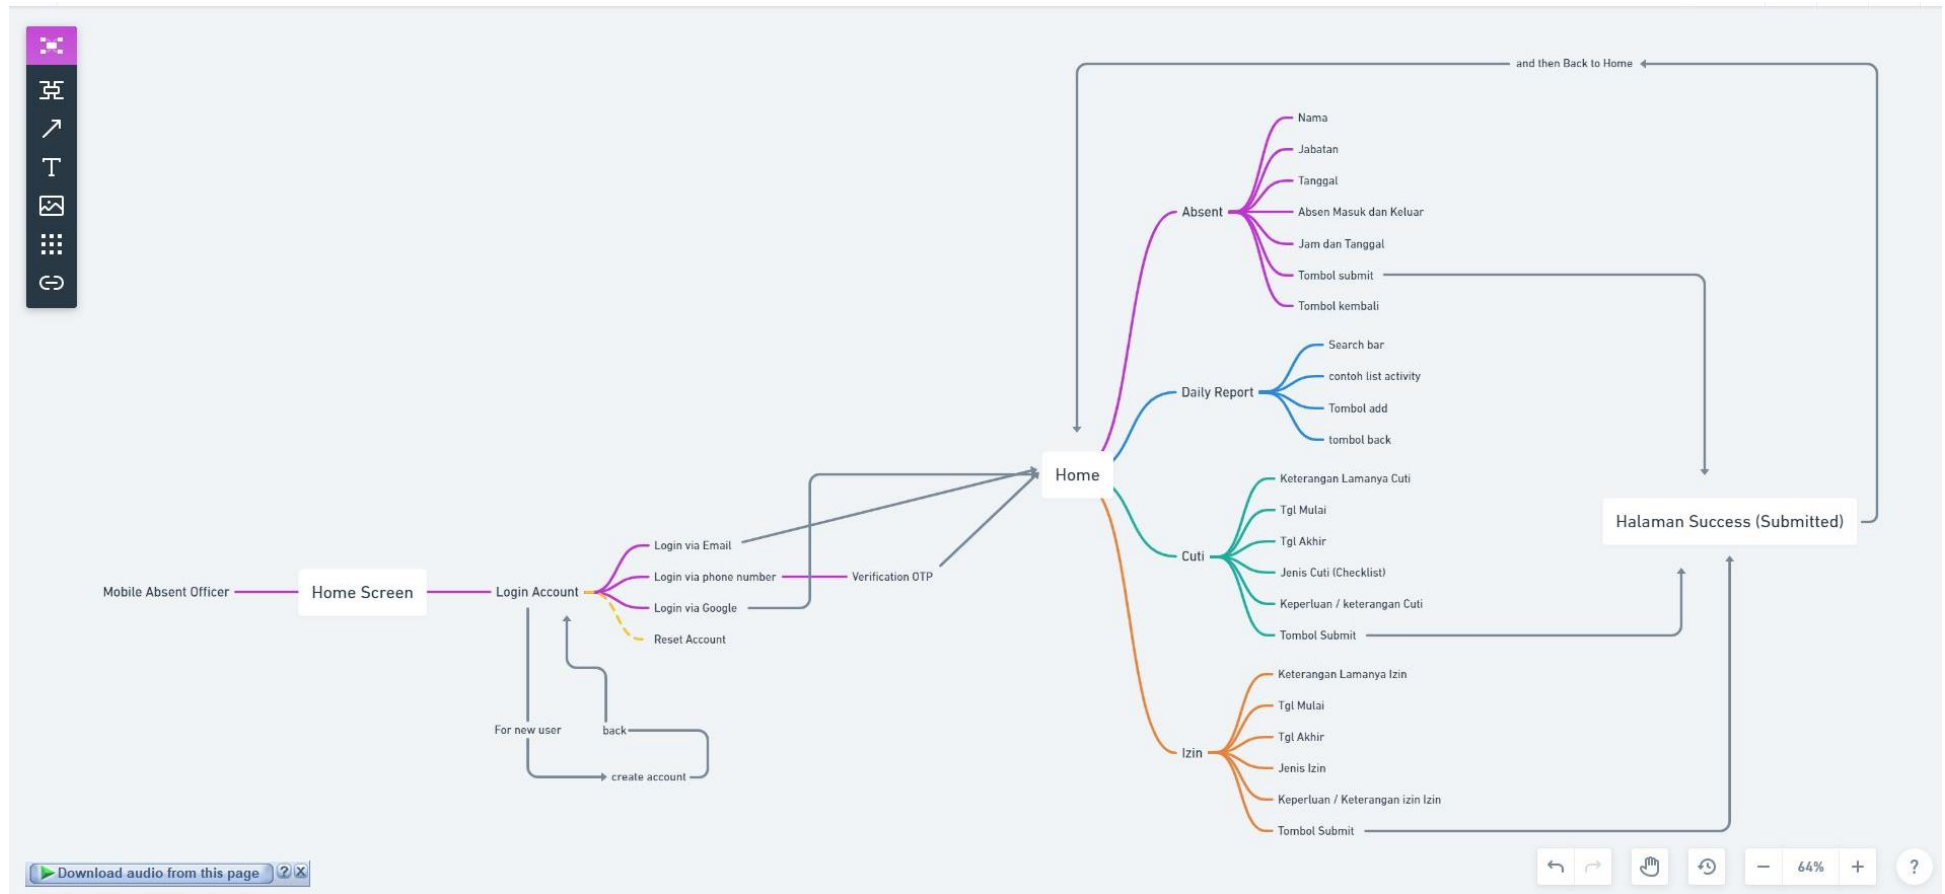 and then Back to Home
Nama
Jabatan
Tanggal
Absent
Absen Masuk dan Keluar
Jam dan Tanggal
Tombol submit
Tombol kembali
Search bar
contoh list activity
Daily Report
Tombol add
tombol back
Home
Keterangan Lamanya Cuti
Tgl Mulai
Tgl Akhir
Cuti
Jenis Cuti (Checklist)
Keperluan / keterangan Cuti
Tombol Submit
Halaman Success (Submitted)
Mobile Absent Officer
Home Screen
Login Account
Login via Email
Login via phone number
Verification OTP
Login via Google
Reset Account
For new user
back
create account
Keterangan Lamanya Izin
Tgl Mulai
Tgl Akhir
Izin
Jenis Izin
Keperluan / Keterangan izin Izin
Tombol Submit
T
Download audio from this page
? X
64%
?